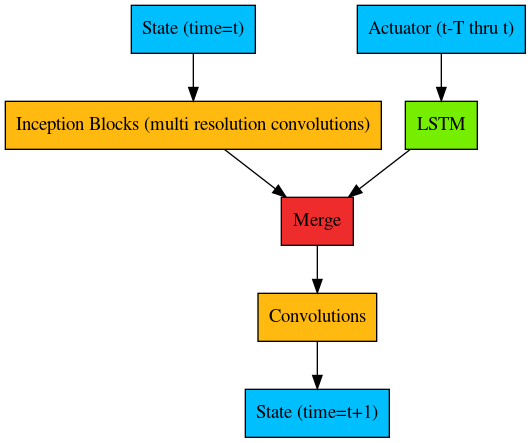 State (time=t)
Actuator (t-T thru t)
Inception Blocks (multi resolution convolutions)
LSTM
Merge
Convolutions
State (time=t+1)